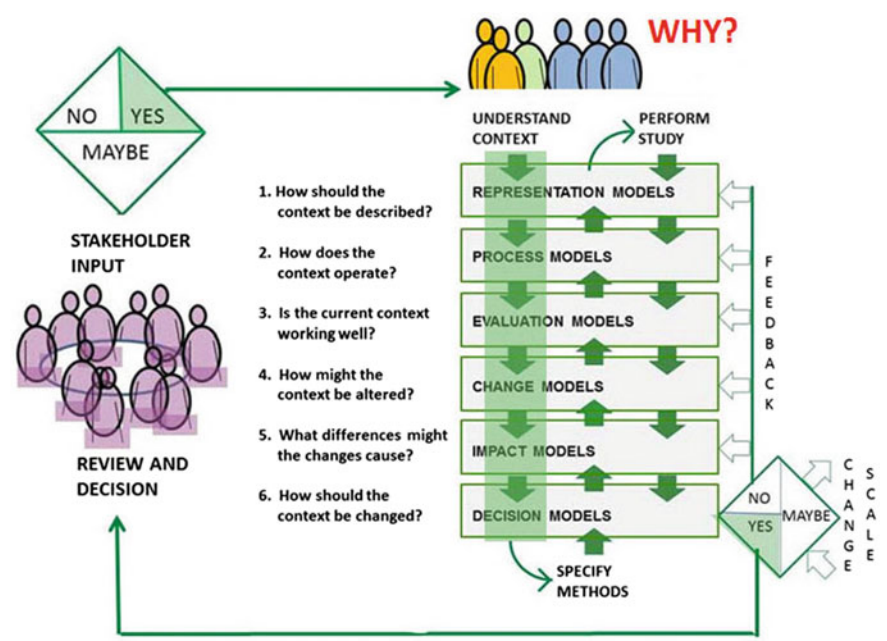 WHY?
NO
YES
MAYBE
STAKEHOLDER
INPUT
REVIEW AND
DECISION
UNDERSTAND
CONTEXT
PERFORM
STUDY
1. How should the
context be described?
2. How does the
context operate?
3. Is the current context
working well?
4. How might the
context be altered?
5. What differences might
the changes cause?
6. How should the
context be changed?
REPRESENTATION MODELS
PROCESS MODELS
EVALUATION MODELS
CHANGE MODELS
IMPACT MODELS
DECISION MODELS
SPECIFY
METHODS
FEEDBACK
NO
YES
MAYBE
CHANGE
SCALE